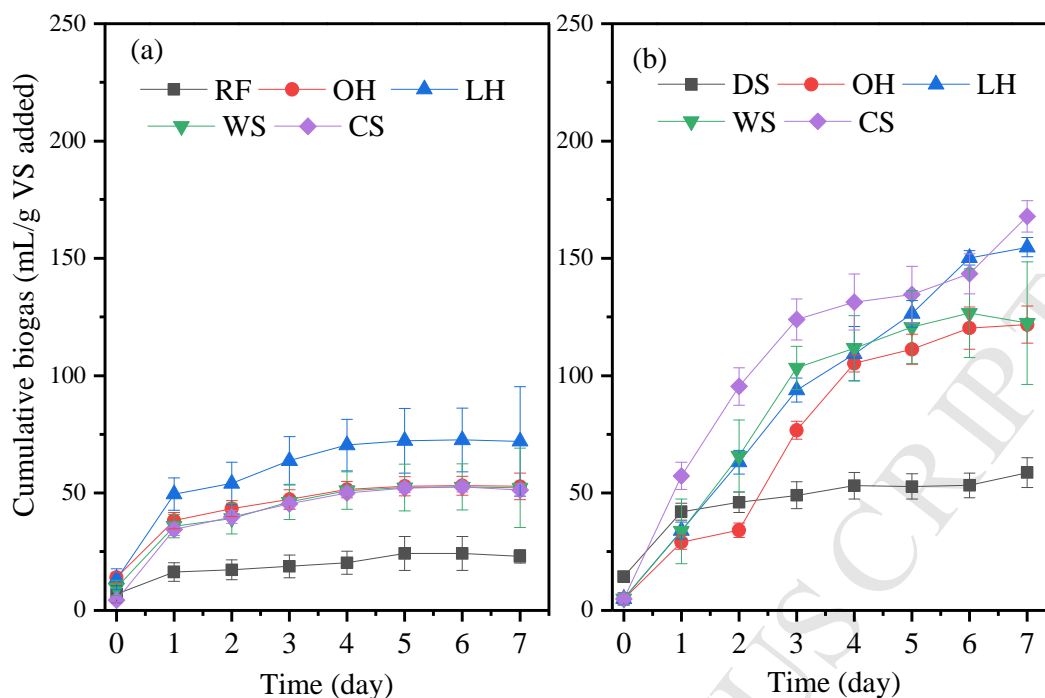 (a)
RF OH LH
WS CS
(b)
DS OH LH
WS CS
Cumulative biogas (mL/g VS added)
250
200
150
100
50
0
0 1 2 3 4 5 6 7
Time (day)
250
200
150
100
50
0
0 1 2 3 4 5 6 7
Time (day)
USCRIPT